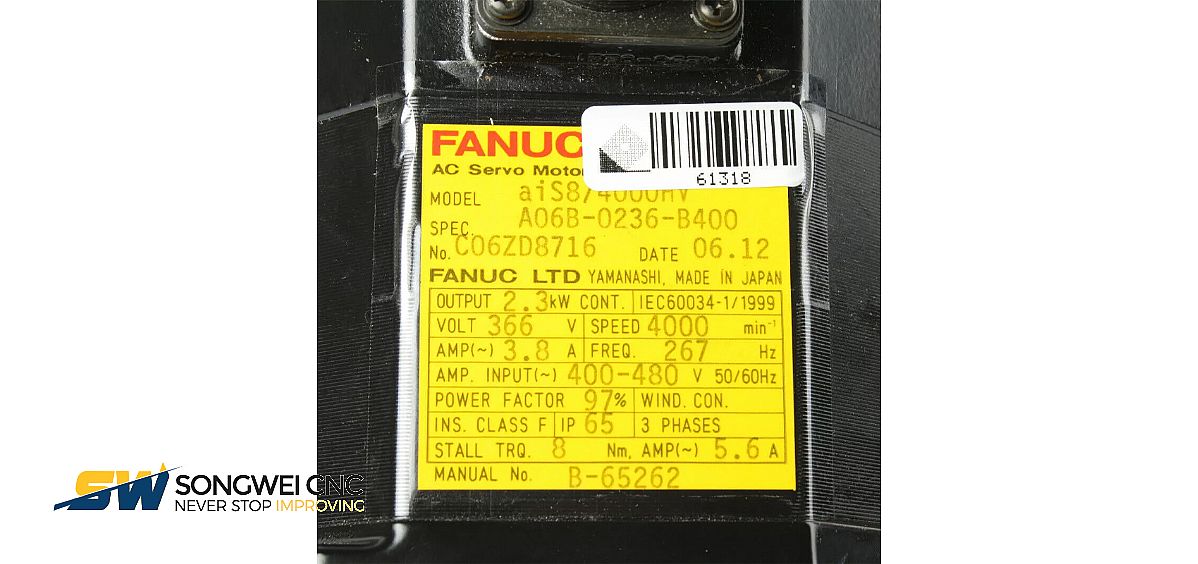 61318
FANUC
AC Servo Motor
MODEL aiS8/4000HV
SPEC. A06B-0236-B400
No. C06ZD8716 DATE 06.12
FANUC LTD YAMANASHI, MADE IN JAPAN
OUTPUT 2.3 kW CONT. IEC60034-1/1999
VOLT 366 V SPEED 4000 min⁻¹
AMP(~) 3.8 A FREQ. 267 Hz
AMP. INPUT(~) 400-480 V 50/60Hz
POWER FACTOR 97% WIND. CON.
INS. CLASS F IP 65 3 PHASES
STALL TRQ. 8 Nm, AMP(~) 5.6 A
MANUAL No. B-65262
SW SONGWEI CNC
NEVER STOP IMPROVING